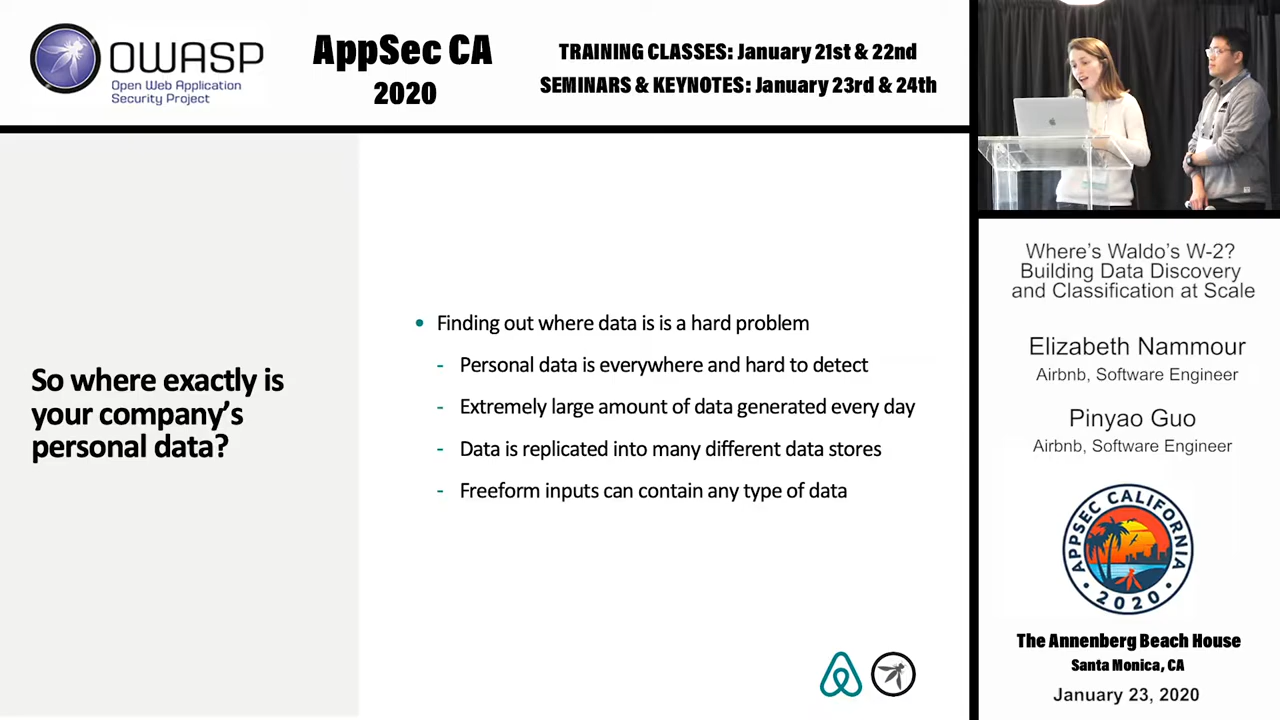 OWASP
Open Web Application
Security Project
AppSec CA
2020
TRAINING CLASSES: January 21st & 22nd
SEMINARS & KEYNOTES: January 23rd & 24th
So where exactly is
your company's
personal data?
• Finding out where data is is a hard problem
- Personal data is everywhere and hard to detect
- Extremely large amount of data generated every day
- Data is replicated into many different data stores
- Freeform inputs can contain any type of data
Where's Waldo's W-2?
Building Data Discovery
and Classification at Scale
Elizabeth Nammour
Airbnb, Software Engineer
Pinyao Guo
Airbnb, Software Engineer
APPSEC CALIFORNIA
• 2020 •
The Annenberg Beach House
Santa Monica, CA
January 23, 2020